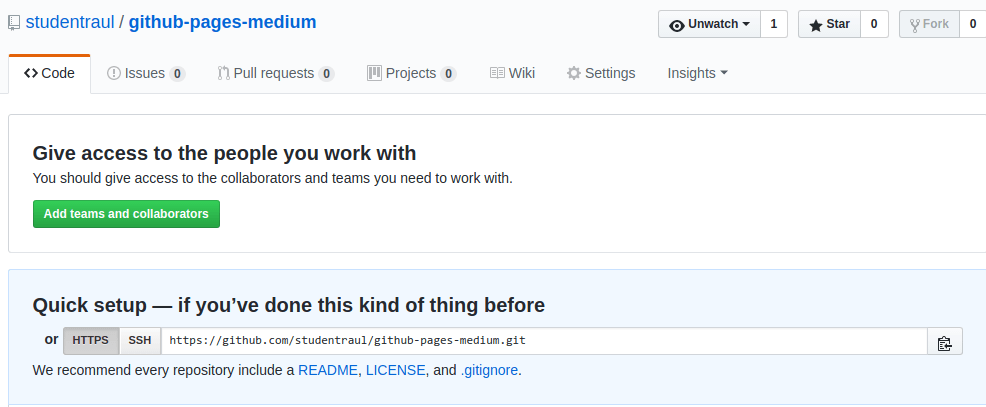 studentraul / github-pages-medium
Unwatch 1 Star 0 Fork 0
Code Issues 0 Pull requests 0 Projects 0 Wiki Settings Insights
Give access to the people you work with
You should give access to the collaborators and teams you need to work with.
Add teams and collaborators
Quick setup — if you’ve done this kind of thing before
or HTTPS SSH https://github.com/studentraul/github-pages-medium.git
We recommend every repository include a README, LICENSE, and .gitignore.